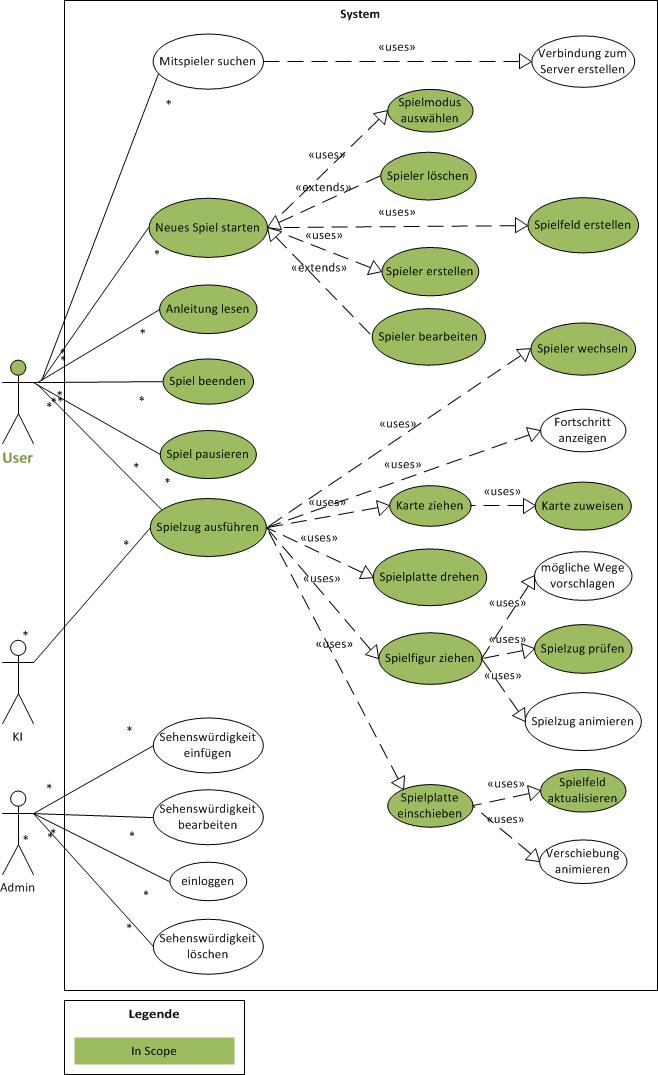 System
Mitspieler suchen
«uses»
Verbindung zum
Server erstellen
*
Spielmodus
auswählen
«uses»
Spieler löschen
«extends»
Neues Spiel starten
«uses»
Spielfeld erstellen
«uses»
*
Spieler erstellen
«extends»
Anleitung lesen
*
Spieler bearbeiten
Spieler wechseln
*
*
Spiel beenden
*
*
*
*
User
«uses»
Fortschritt
anzeigen
Spiel pausieren
*
«uses»
*
Karte ziehen
«uses»
Karte zuweisen
«uses»
Spielzug ausführen
*
«uses»
Spielplatte drehen
«uses»
mögliche Wege
vorschlagen
«uses»
*
KI
«uses»
Spielfigur ziehen
«uses»
Spielzug prüfen
«uses»
Spielzug animieren
*
Sehenswürdigkeit
einfügen
*
Spielplatte
einschieben
«uses»
Spielfeld
aktualisieren
«uses»
Sehenswürdigkeit
bearbeiten
*
*
*
*
Admin
Verschiebung
animieren
einloggen
*
*
Sehenswürdigkeit
löschen
Legende
In Scope